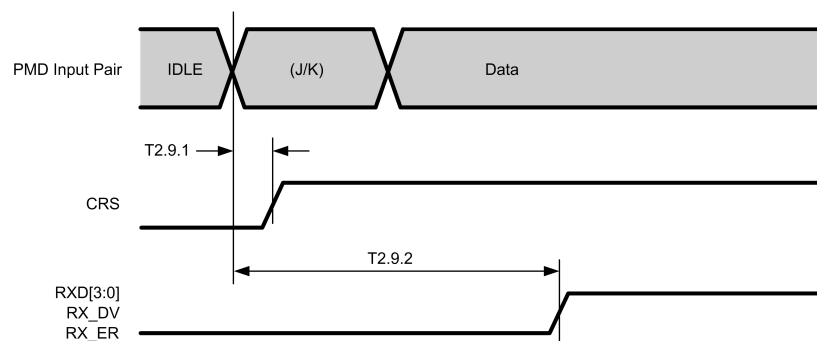 PMD Input Pair IDLE (J/K) Data
T2.9.1
CRS
T2.9.2
RXD[3:0]
RX_DV
RX_ER